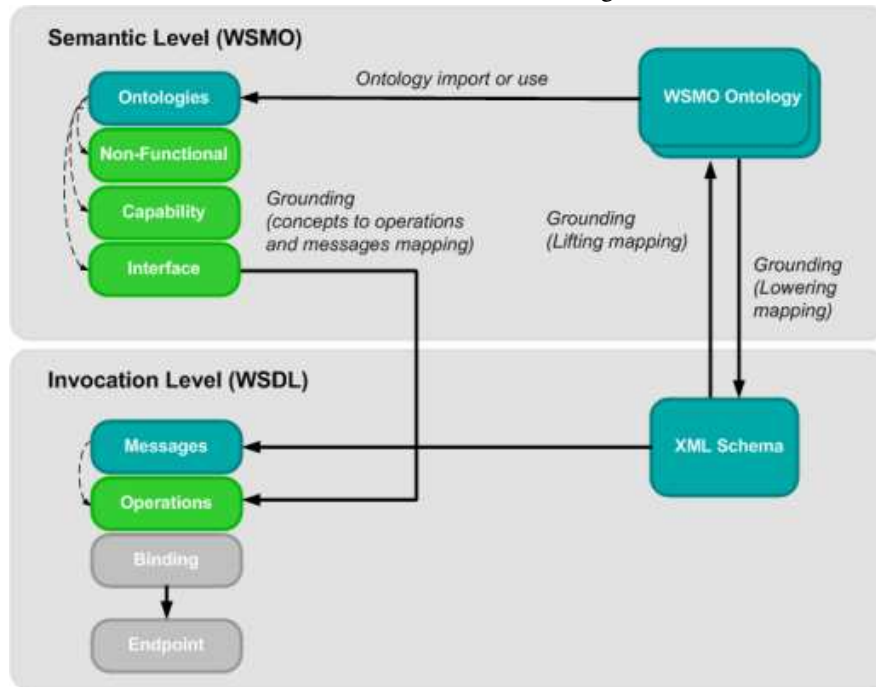 Semantic Level (WSMO)
Ontologies
Non-Functional
Capability
Interface
Ontology import or use
WSMO Ontology
Grounding
(concepts to operations
and messages mapping)
Grounding
(Lifting mapping)
Grounding
(Lowering
mapping)
Invocation Level (WSDL)
Messages
Operations
Binding
Endpoint
XML Schema